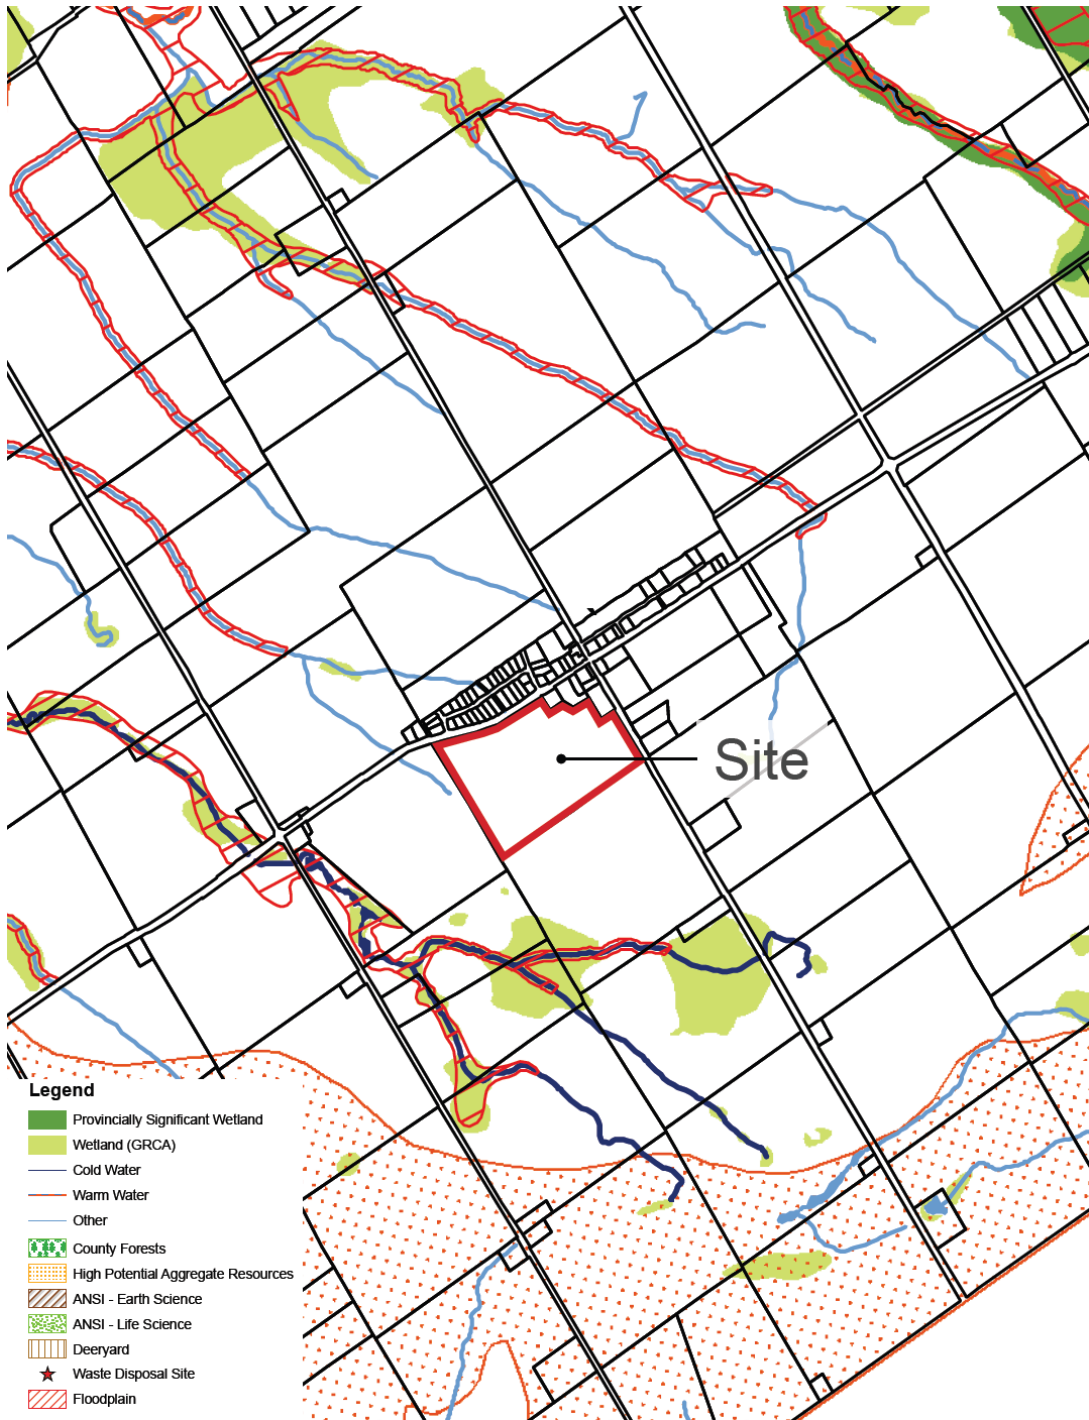 Site
Legend
Provincially Significant Wetland
Wetland (GRCA)
Cold Water
Warm Water
Other
County Forests
High Potential Aggregate Resources
ANSI - Earth Science
ANSI - Life Science
Deeryard
Waste Disposal Site
Floodplain